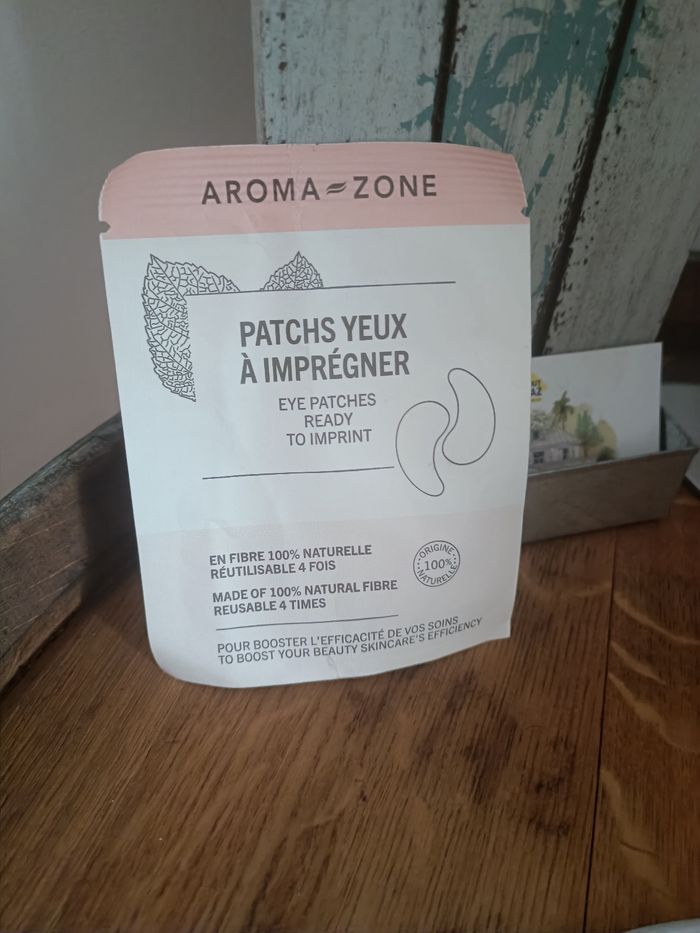 AROMA ZONE
PATCHS YEUX
À IMPRÉGNER
EYE PATCHES
READY
TO IMPRINT
EN FIBRE 100% NATURELLE
RÉUTILISABLE 4 FOIS
MADE OF 100% NATURAL FIBRE
REUSABLE 4 TIMES
ORIGINE
100%
NATURELLE
POUR BOOSTER L'EFFICACITÉ DE VOS SOINS
TO BOOST YOUR BEAUTY SKINCARE'S EFFICIENCY